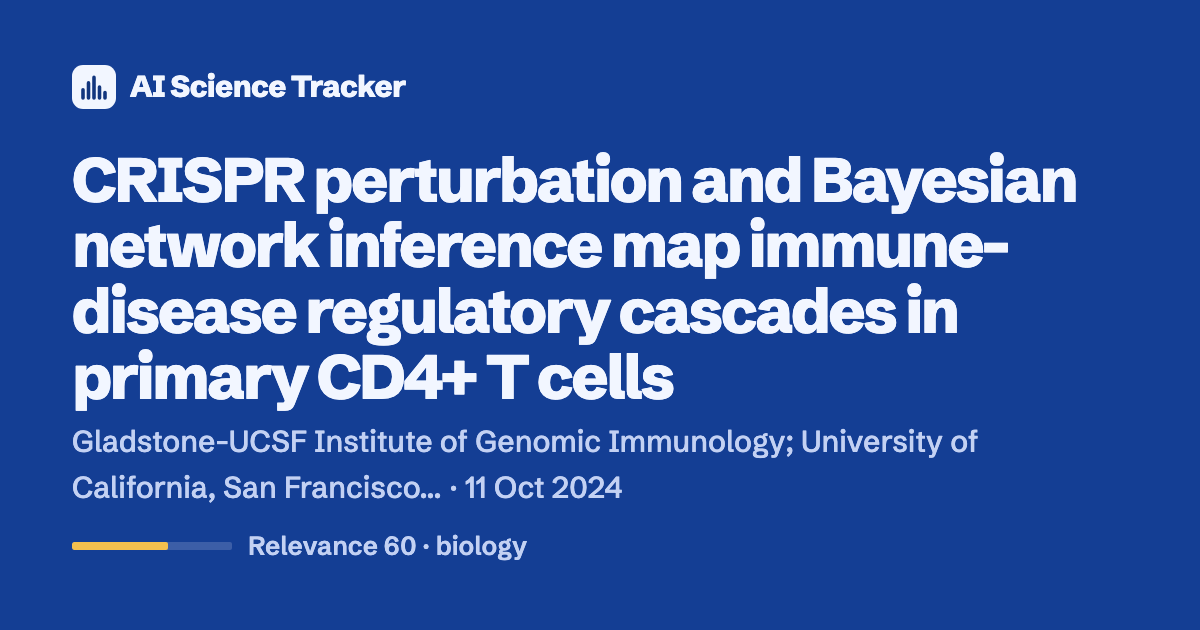 AI Science Tracker
CRISPR perturbation and Bayesian
network inference map immune-
disease regulatory cascades in
primary CD4+ T cells
Gladstone-UCSF Institute of Genomic Immunology; University of
California, San Francisco... · 11 Oct 2024
Relevance 60 · biology